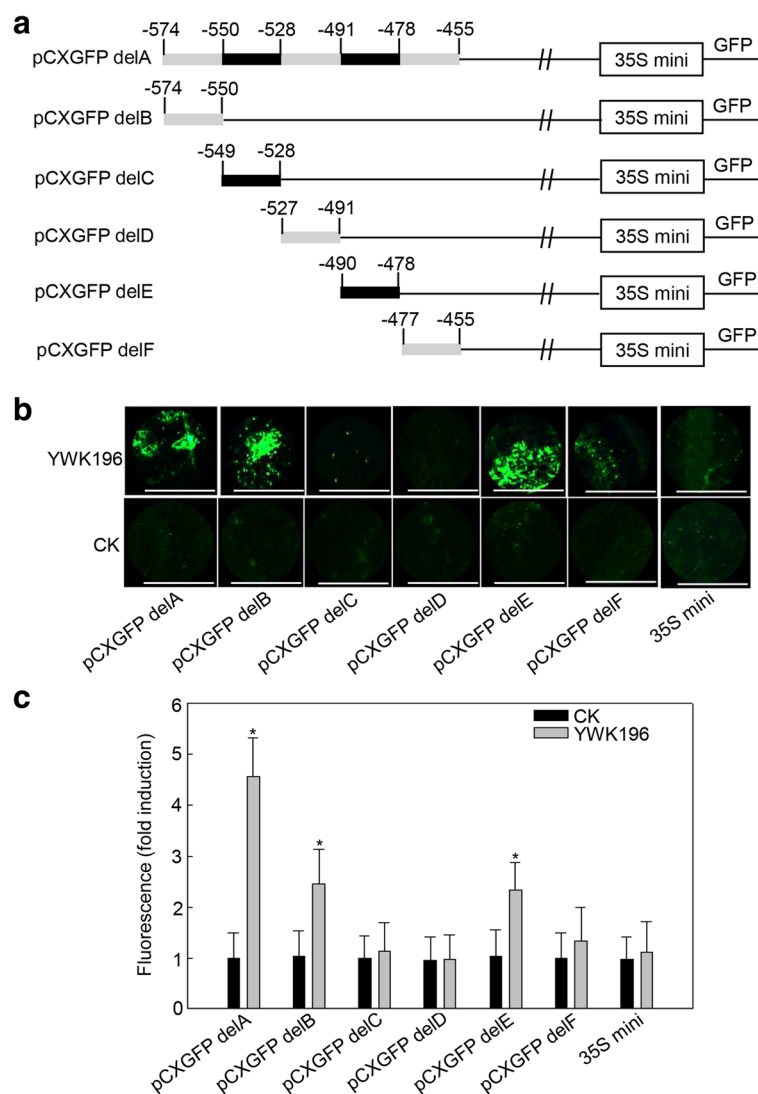 a
-574 -550 -528 -491 -478 -455
pCXGFP delA // 35S mini GFP
-574 -550
pCXGFP delB // 35S mini GFP
-549 -528
pCXGFP delC // 35S mini GFP
-527 -491
pCXGFP delD // 35S mini GFP
-490 -478
pCXGFP delE // 35S mini GFP
-477 -455
pCXGFP delF // 35S mini GFP
b
YWK196
CK
pCXGFP delA pCXGFP delB pCXGFP delC pCXGFP delD pCXGFP delE pCXGFP delF 35S mini
c
Fluorescence (fold induction)
6
5
4
3
2
1
0
CK
YWK196
*
*
*
pCXGFP delA pCXGFP delB pCXGFP delC pCXGFP delD pCXGFP delE pCXGFP delF 35S mini